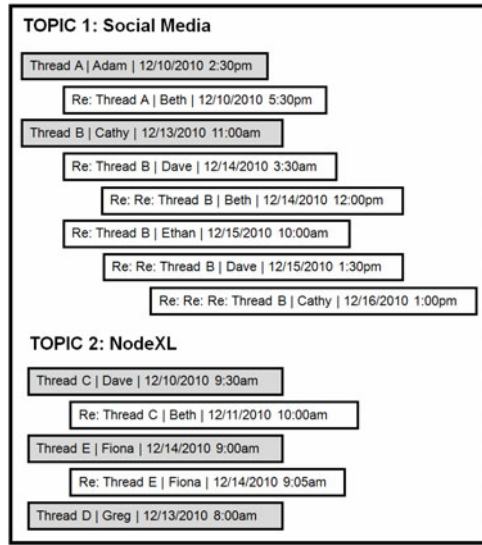 TOPIC 1: Social Media
Thread A | Adam | 12/10/2010 2:30pm
Re: Thread A | Beth | 12/10/2010 5:30pm
Thread B | Cathy | 12/13/2010 11:00am
Re: Thread B | Dave | 12/14/2010 3:30am
Re: Re: Thread B | Beth | 12/14/2010 12:00pm
Re: Thread B | Ethan | 12/15/2010 10:00am
Re: Re: Thread B | Dave | 12/15/2010 1:30pm
Re: Re: Re: Thread B | Cathy | 12/16/2010 1:00pm
TOPIC 2: NodeXL
Thread C | Dave | 12/10/2010 9:30am
Re: Thread C | Beth | 12/11/2010 10:00am
Thread E | Fiona | 12/14/2010 9:00am
Re: Thread E | Fiona | 12/14/2010 9:05am
Thread D | Greg | 12/13/2010 8:00am